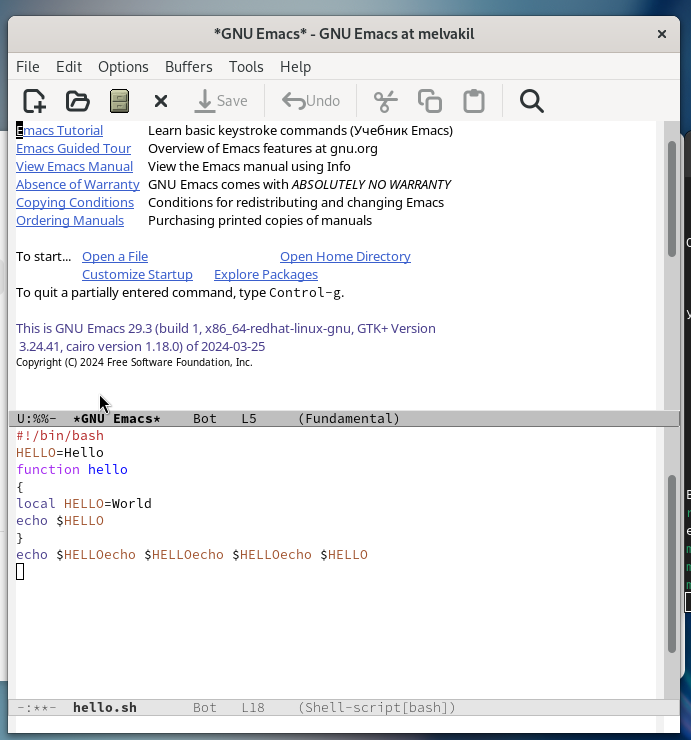 *GNU Emacs* - GNU Emacs at melvakil
File Edit Options Buffers Tools Help
Save Undo
Emacs Tutorial Learn basic keystroke commands (Учебник Emacs)
Emacs Guided Tour Overview of Emacs features at gnu.org
View Emacs Manual View the Emacs manual using Info
Absence of Warranty GNU Emacs comes with ABSOLUTELY NO WARRANTY
Copying Conditions Conditions for redistributing and changing Emacs
Ordering Manuals Purchasing printed copies of manuals
To start... Open a File Open Home Directory
Customize Startup Explore Packages
To quit a partially entered command, type Control-g.
This is GNU Emacs 29.3 (build 1, x86_64-redhat-linux-gnu, GTK+ Version
3.24.41, cairo version 1.18.0) of 2024-03-25
Copyright (C) 2024 Free Software Foundation, Inc.
U:%%- *GNU Emacs* Bot L5 (Fundamental)
#!/bin/bash
HELLO=Hello
function hello
{
local HELLO=World
echo $HELLO
}
echo $HELLOecho $HELLOecho $HELLOecho $HELLO
-:**- hello.sh Bot L18 (Shell-script[bash])